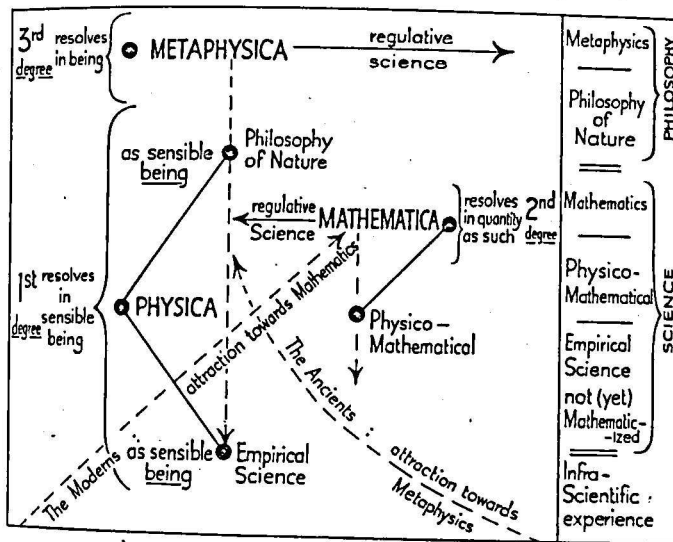 3rd degree resolves in being
METAPHYSICA
regulative science
as sensible being
Philosophy of Nature
regulative Science
MATHEMATICA
resolves in quantity as such
2nd degree
1st degree resolves in sensible being
PHYSICA
attraction towards Mathematics
Physico-Mathematical
The Ancients: attraction towards Metaphysics
The Moderns
as sensible being
Empirical Science
Metaphysics
Philosophy
of
Nature
PHILOSOPHY
Mathematics
Physico-
Mathematical
Empirical
Science
not (yet)
Mathematic-
-ized
SCIENCE
Infra-
Scientific
experience